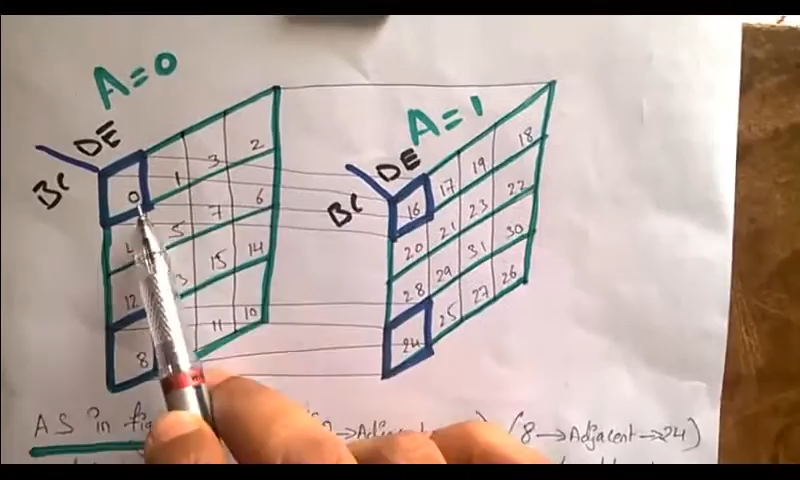 A=0
DE
BC
0 1 3 2
5 7 6
12 15 14
8 11 10
A=1
DE
BC
16 17 19 18
20 21 23 22
28 29 31 30
24 25 27 26
AS in (8→Adjacent→24)